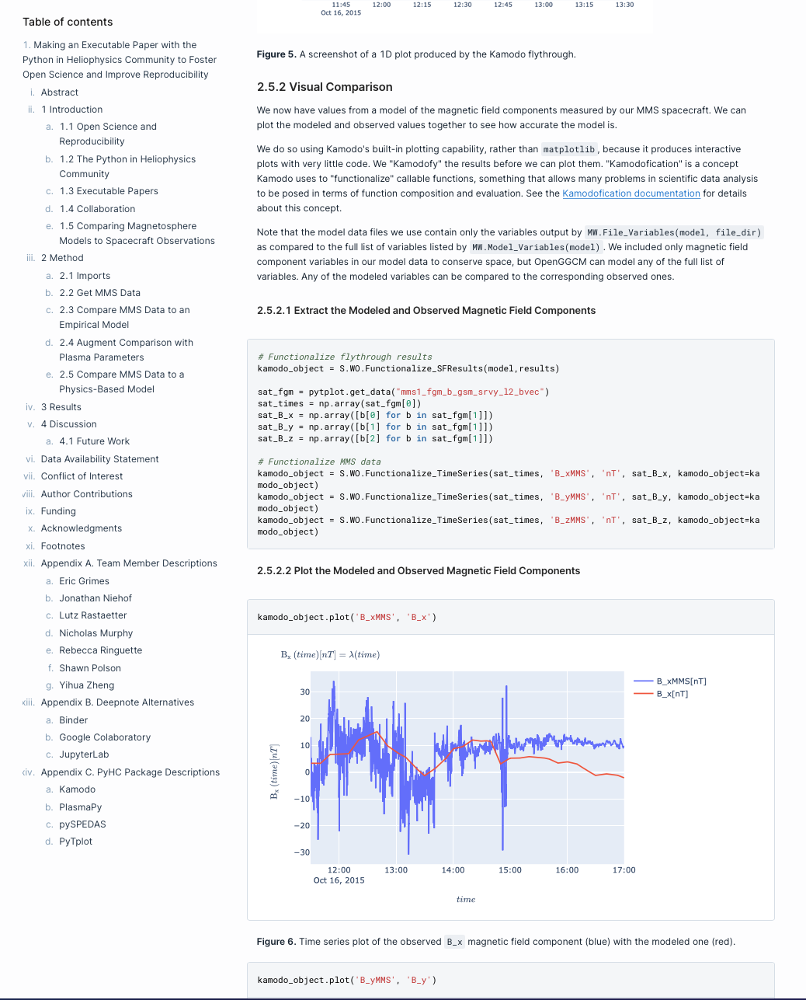 Table of contents
1. Making an Executable Paper with the
Python in Heliophysics Community to Foster
Open Science and Improve Reproducibility
i. Abstract
ii. 1 Introduction
a. 1.1 Open Science and
Reproducibility
b. 1.2 The Python in Heliophysics
Community
c. 1.3 Executable Papers
d. 1.4 Collaboration
e. 1.5 Comparing Magnetosphere
Models to Spacecraft Observations
iii. 2 Method
a. 2.1 Imports
b. 2.2 Get MMS Data
c. 2.3 Compare MMS Data to an
Empirical Model
d. 2.4 Augment Comparison with
Plasma Parameters
e. 2.5 Compare MMS Data to a
Physics-Based Model
iv. 3 Results
v. 4 Discussion
a. 4.1 Future Work
vi. Data Availability Statement
vii. Conflict of Interest
viii. Author Contributions
ix. Funding
x. Acknowledgments
xi. Footnotes
xii. Appendix A. Team Member Descriptions
a. Eric Grimes
b. Jonathan Niehof
c. Lutz Rastaetter
d. Nicholas Murphy
e. Rebecca Ringuette
f. Shawn Polson
g. Yihua Zheng
xiii. Appendix B. Deepnote Alternatives
a. Binder
b. Google Colaboratory
c. JupyterLab
xiv. Appendix C. PyHC Package Descriptions
a. Kamodo
b. PlasmaPy
c. pySPEDAS
d. PyTplot
11:45 12:00 12:15 12:30 12:45 13:00 13:15 13:30
Oct 16, 2015
Figure 5. A screenshot of a 1D plot produced by the Kamodo flythrough.
2.5.2 Visual Comparison
We now have values from a model of the magnetic field components measured by our MMS spacecraft. We can
plot the modeled and observed values together to see how accurate the model is.
We do so using Kamodo's built-in plotting capability, rather than matplotlib, because it produces interactive
plots with very little code. We "Kamodofy" the results before we can plot them. "Kamodofication" is a concept
Kamodo uses to "functionalize" callable functions, something that allows many problems in scientific data analysis
to be posed in terms of function composition and evaluation. See the Kamodofication documentation for details
about this concept.
Note that the model data files we use contain only the variables output by MW.File_Variables(model, file_dir)
as compared to the full list of variables listed by MW.Model_Variables(model). We included only magnetic field
component variables in our model data to conserve space, but OpenGGCM can model any of the full list of
variables. Any of the modeled variables can be compared to the corresponding observed ones.
2.5.2.1 Extract the Modeled and Observed Magnetic Field Components
# Functionalize flythrough results
kamodo_object = S.WO.Functionalize_SFResults(model,results)
sat_fgm = pytplot.get_data("mms1_fgm_b_gsm_srvy_l2_bvec")
sat_times = np.array(sat_fgm[0])
sat_B_x = np.array([b[0] for b in sat_fgm[1]])
sat_B_y = np.array([b[1] for b in sat_fgm[1]])
sat_B_z = np.array([b[2] for b in sat_fgm[1]])
# Functionalize MMS data
kamodo_object = S.WO.Functionalize_TimeSeries(sat_times, 'B_xMMS', 'nT', sat_B_x, kamodo_object=ka
modo_object)
kamodo_object = S.WO.Functionalize_TimeSeries(sat_times, 'B_yMMS', 'nT', sat_B_y, kamodo_object=ka
modo_object)
kamodo_object = S.WO.Functionalize_TimeSeries(sat_times, 'B_zMMS', 'nT', sat_B_z, kamodo_object=ka
modo_object)
2.5.2.2 Plot the Modeled and Observed Magnetic Field Components
kamodo_object.plot('B_xMMS', 'B_x')
Bₓ (time)[nT] = λ(time)
B_xMMS[nT]
B_x[nT]
30
20
10
0
−10
−20
−30
Bₓ (time)[nT]
12:00 13:00 14:00 15:00 16:00 17:00
Oct 16, 2015
time
Figure 6. Time series plot of the observed B_x magnetic field component (blue) with the modeled one (red).
kamodo_object.plot('B_yMMS', 'B_y')